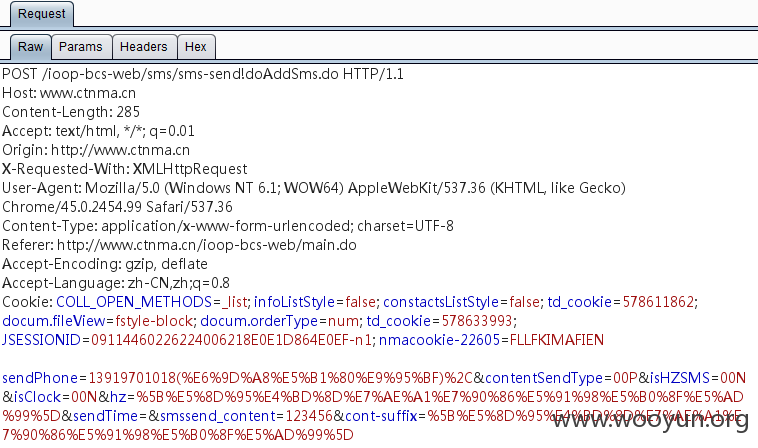 Request
Raw Params Headers Hex
POST /ioop-bcs-web/sms/sms-send!doAddSms.do HTTP/1.1
Host: www.ctnma.cn
Content-Length: 285
Accept: text/html, */*; q=0.01
Origin: http://www.ctnma.cn
X-Requested-With: XMLHttpRequest
User-Agent: Mozilla/5.0 (Windows NT 6.1; WOW64) AppleWebKit/537.36 (KHTML, like Gecko)
Chrome/45.0.2454.99 Safari/537.36
Content-Type: application/x-www-form-urlencoded; charset=UTF-8
Referer: http://www.ctnma.cn/ioop-bcs-web/main.do
Accept-Encoding: gzip, deflate
Accept-Language: zh-CN,zh;q=0.8
Cookie: COLL_OPEN_METHODS=_list; infoListStyle=false; constactsListStyle=false; td_cookie=578611862;
docum.fileView=fstyle-block; docum.orderType=num; td_cookie=578633993;
JSESSIONID=09114460226224006218E0E1D864E0EF-n1; nmacookie-22605=FLLFKIMAFIEN
sendPhone=13919701018(%E6%9D%A8%E5%B1%80%E9%95%BF)%2C&contentSendType=00P&isHZSMS=00N
&isClock=00N&hz=%5B%E5%8D%95%E4%BD%8D%E7%AE%A1%E7%90%86%E5%91%98%E5%B0%8F%E5%AD
%99%5D&sendTime=&smssend_content=123456&cont-suffix=%5B%E5%8D%95%E4%BD%8D%E7%AE%A1%E
7%90%86%E5%91%98%E5%B0%8F%E5%AD%99%5D
www.wooyun.org